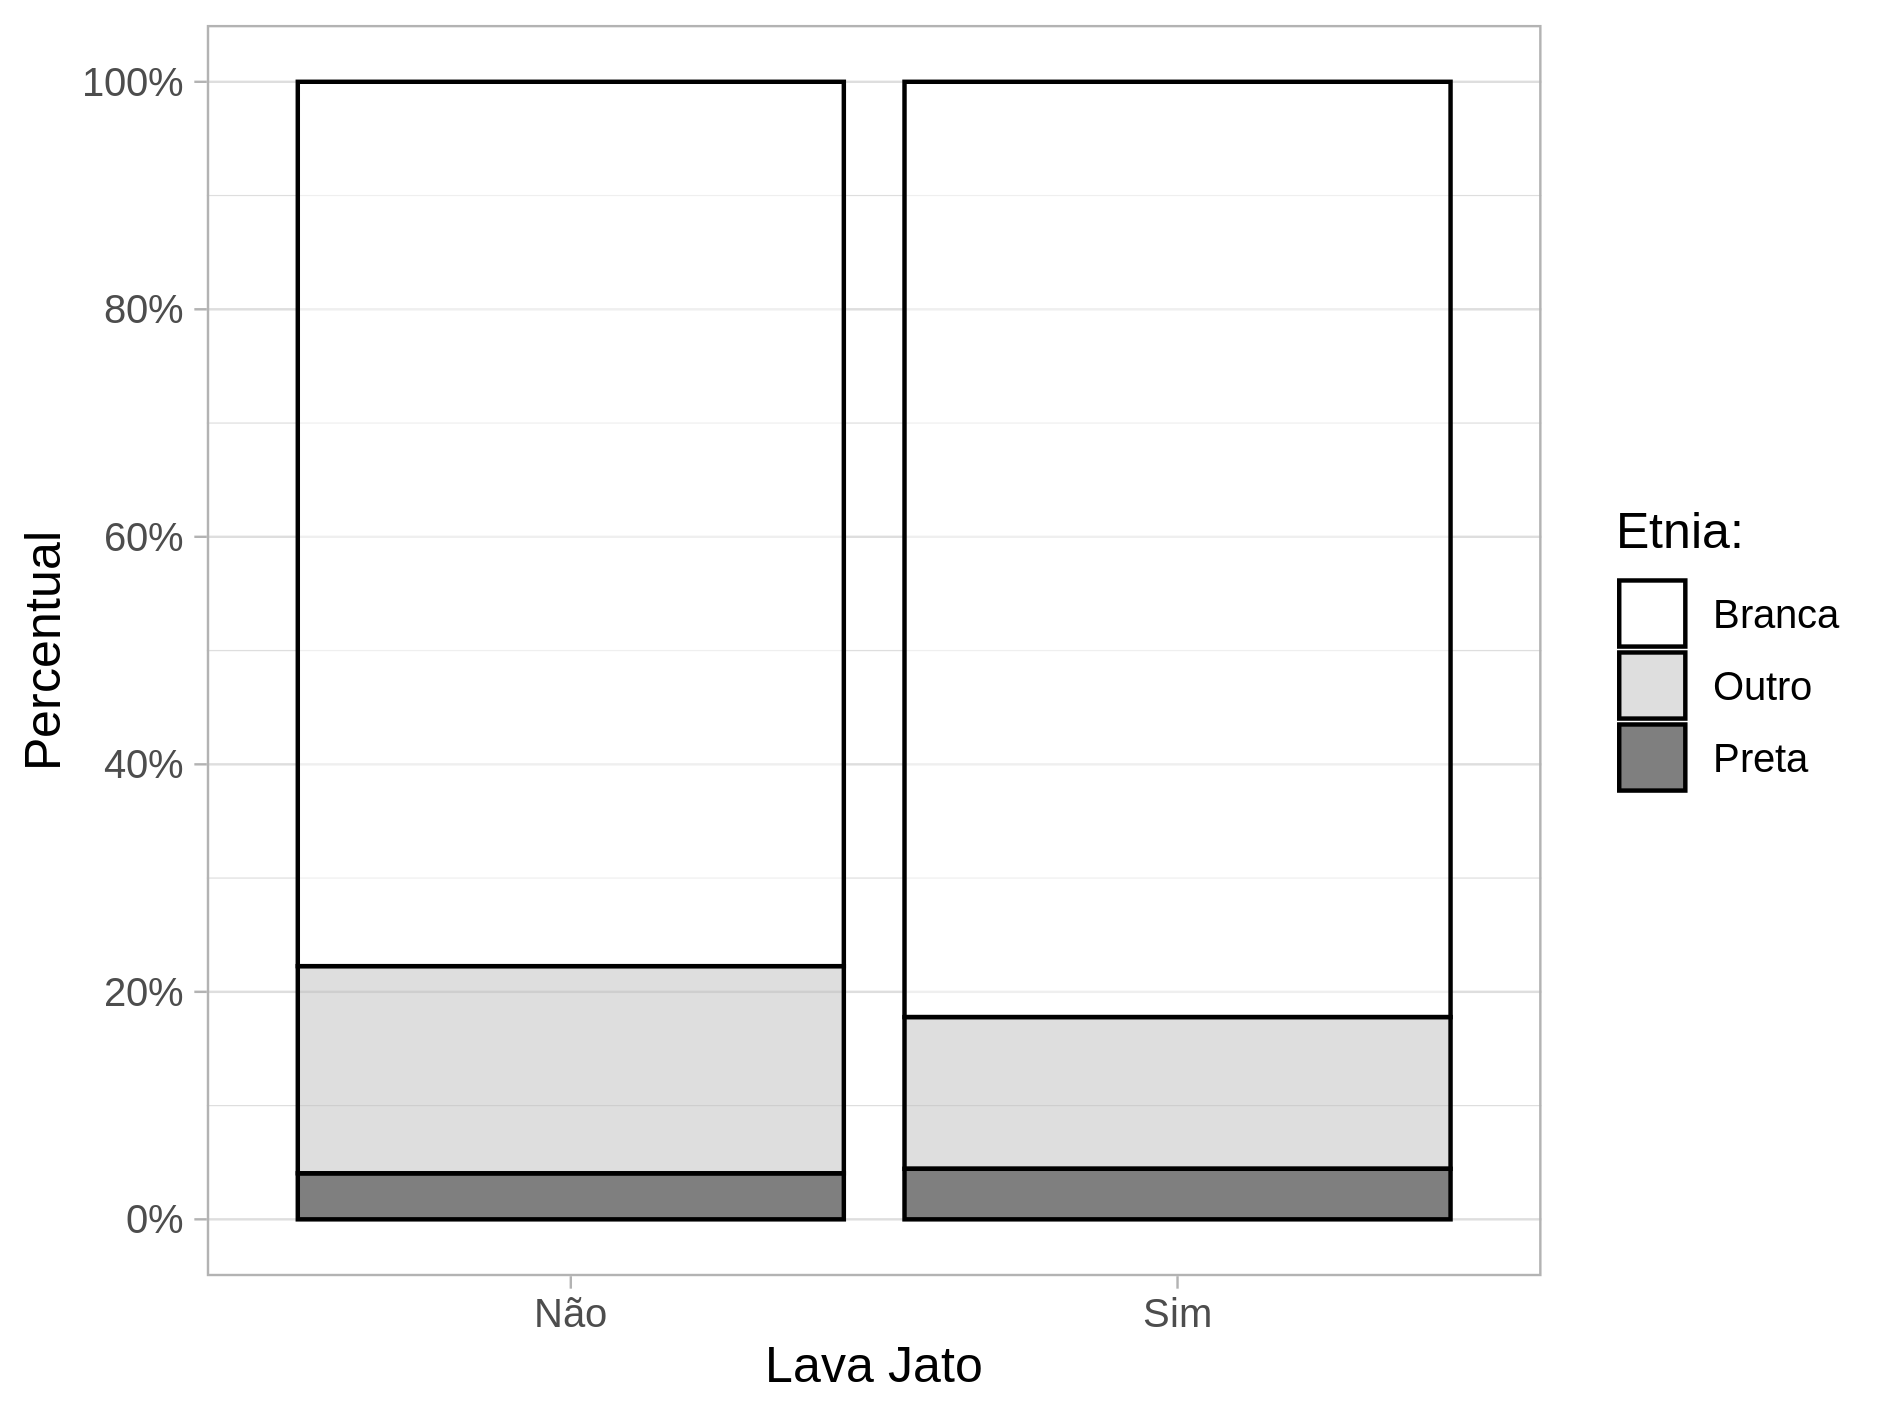 100%
80%
60%
40%
20%
0%
Percentual
Não
Sim
Lava Jato
Etnia:
Branca
Outro
Preta